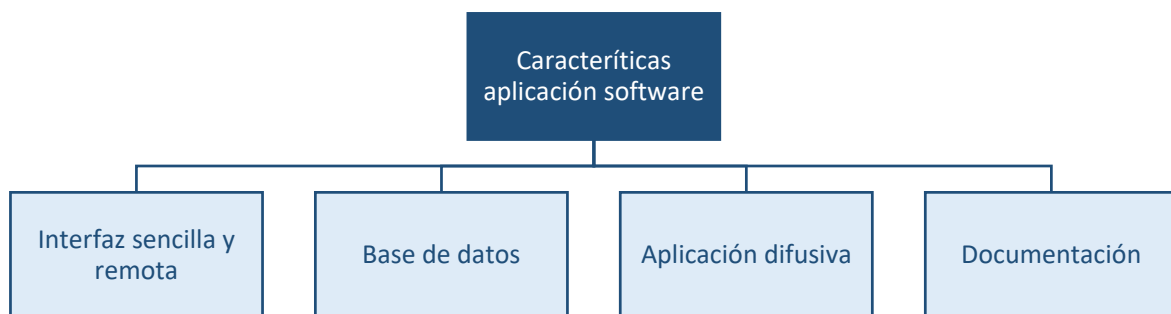 Caracteríticas
aplicación software
Interfaz sencilla y
remota
Base de datos
Aplicación difusiva
Documentación